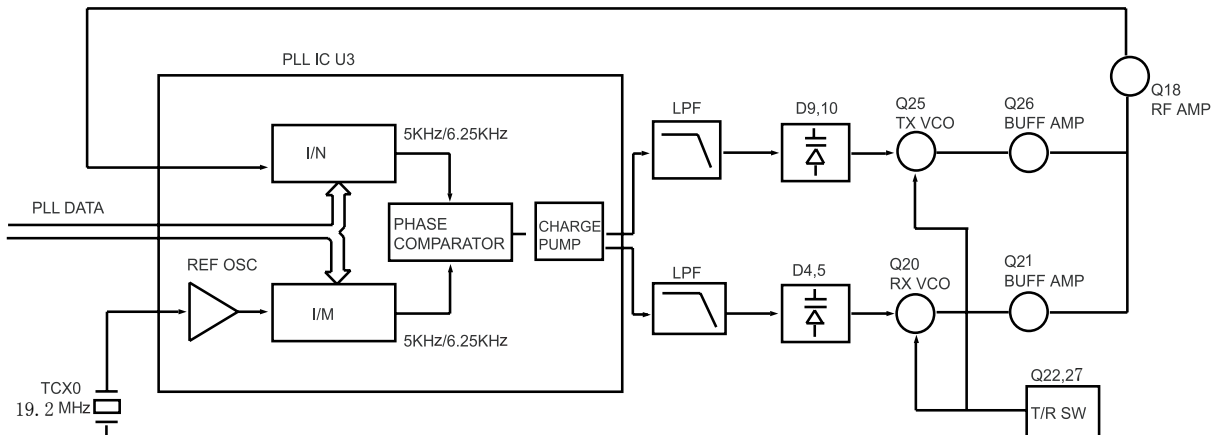 PLL IC U3
Q18
RF AMP
LPF
D9,10
Q25
TX VCO
Q26
BUFF AMP
5KHz/6.25KHz
I/N
PLL DATA
PHASE
COMPARATOR
CHARGE
PUMP
REF OSC
LPF
D4,5
Q20
RX VCO
Q21
BUFF AMP
I/M
5KHz/6.25KHz
TCX0
19.2 MHz
Q22,27
T/R SW